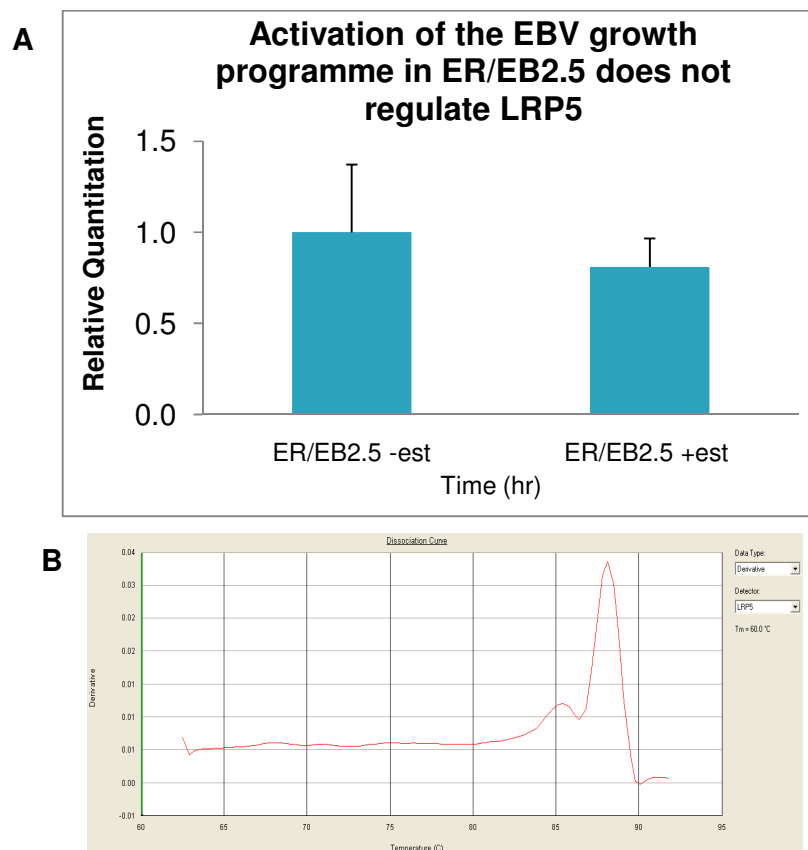 A
Activation of the EBV growth
programme in ER/EB2.5 does not
regulate LRP5
Relative Quantitation
1.5
1.0
0.5
0.0
ER/EB2.5 -est
ER/EB2.5 +est
Time (hr)
B
Dissociation Curve
Data Type:
Derivative
Detector:
LRP5
Tm = 60.0 °C
Derivative
0.04
0.03
0.02
0.02
0.01
0.01
0.01
0.00
-0.01
60
65
70
75
80
85
90
95
Temperature (C)